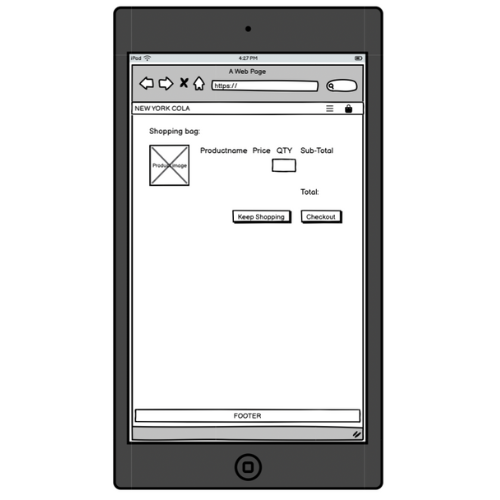 iPod 4:27 PM
A Web Page
https://
NEW YORK COLA
Shopping bag:
Productname Price QTY Sub-Total
Product image
Total:
Keep Shopping Checkout
FOOTER